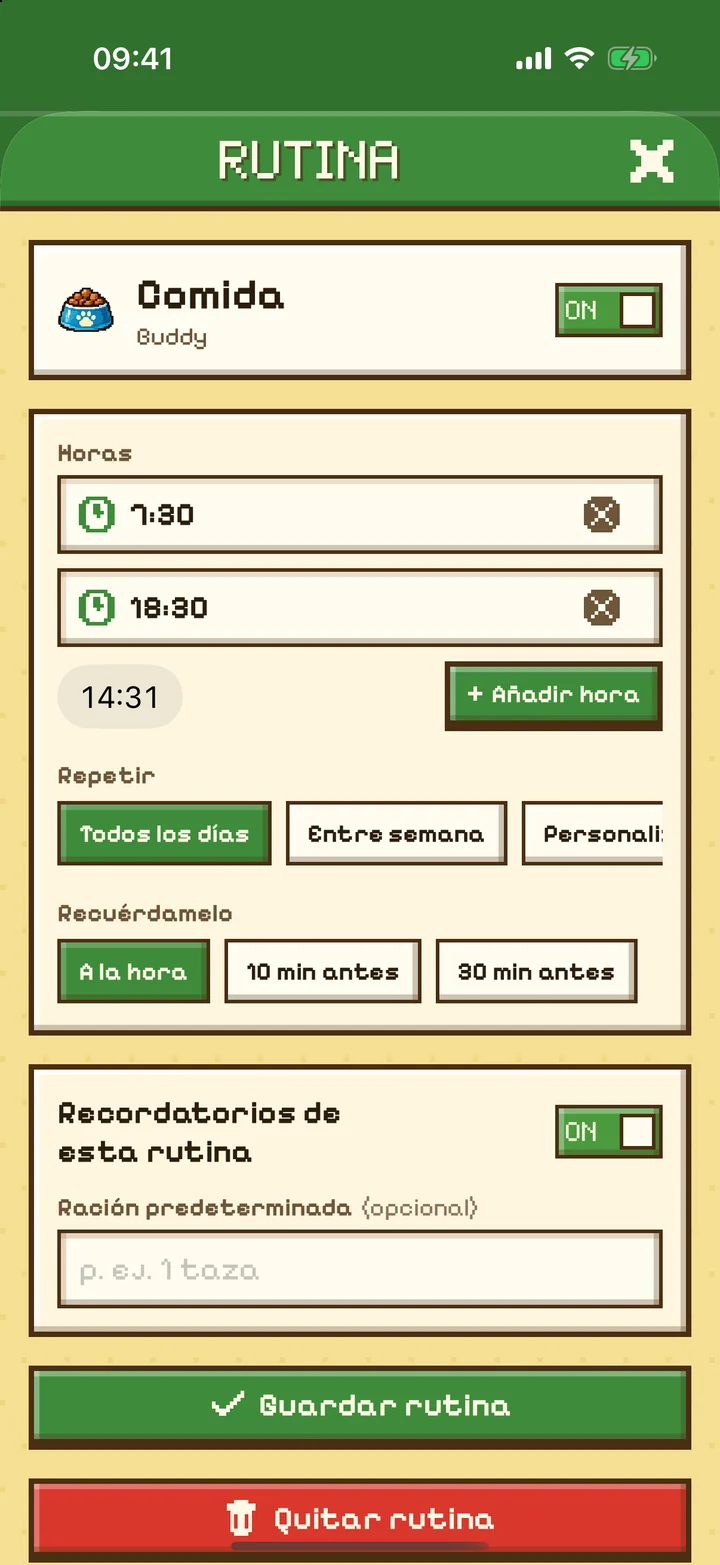 09:41
RUTINA
Comida
Buddy
ON
Horas
7:30
18:30
14:31
+ Añadir hora
Repetir
Todos los días
Entre semana
Personaliz
Recuérdamelo
A la hora
10 min antes
30 min antes
Recordatorios de
esta rutina
ON
Ración predeterminada (opcional)
p. ej. 1 taza
Guardar rutina
Quitar rutina